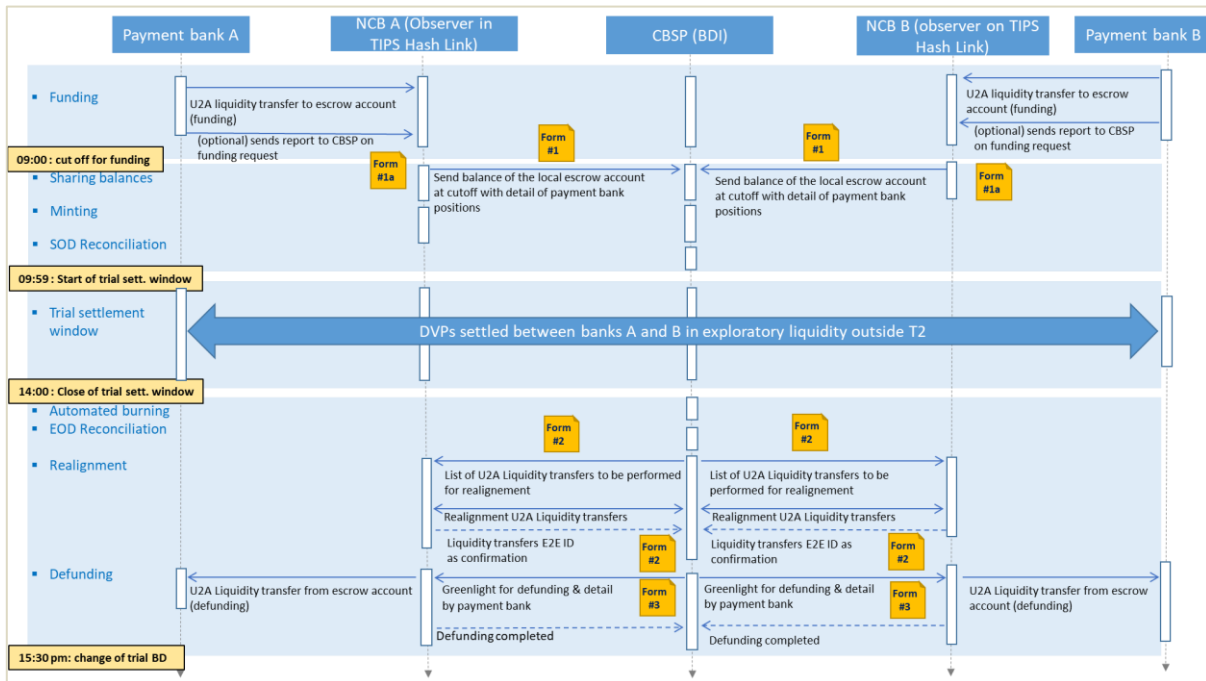 Payment bank A
NCB A (Observer in
TIPS Hash Link)
CBSP (BDI)
NCB B (observer on TIPS
Hash Link)
Payment bank B
▪ Funding
U2A liquidity transfer to escrow account
(funding)
(optional) sends report to CBSP on
funding request
Form
#1
Form
#1
U2A liquidity transfer to escrow
account (funding)
(optional) sends report to CBSP
on funding request
09:00 : cut off for funding
▪ Sharing balances
▪ Minting
▪ SOD Reconciliation
Form
#1a
Send balance of the local escrow account
at cutoff with detail of payment bank
positions
Send balance of the local escrow account
at cutoff with detail of payment bank
positions
Form
#1a
09:59 : Start of trial sett. window
▪ Trial settlement
window
DVPs settled between banks A and B in exploratory liquidity outside T2
14:00 : Close of trial sett. window
▪ Automated burning
▪ EOD Reconciliation
▪ Realignment
Form
#2
Form
#2
List of U2A Liquidity transfers to be performed
for realignement
List of U2A Liquidity transfers to be
performed for realignement
Realignment U2A Liquidity transfers
Realignment U2A Liquidity transfers
Liquidity transfers E2E ID
as confirmation
Form
#2
Liquidity transfers E2E ID
as confirmation
Form
#2
▪ Defunding
U2A Liquidity transfer from escrow account
(defunding)
Greenlight for defunding & detail
by payment bank
Form
#3
Greenlight for defunding & detail
by payment bank
Form
#3
U2A Liquidity transfer from escrow
account (defunding)
Defunding completed
Defunding completed
15:30 pm: change of trial BD